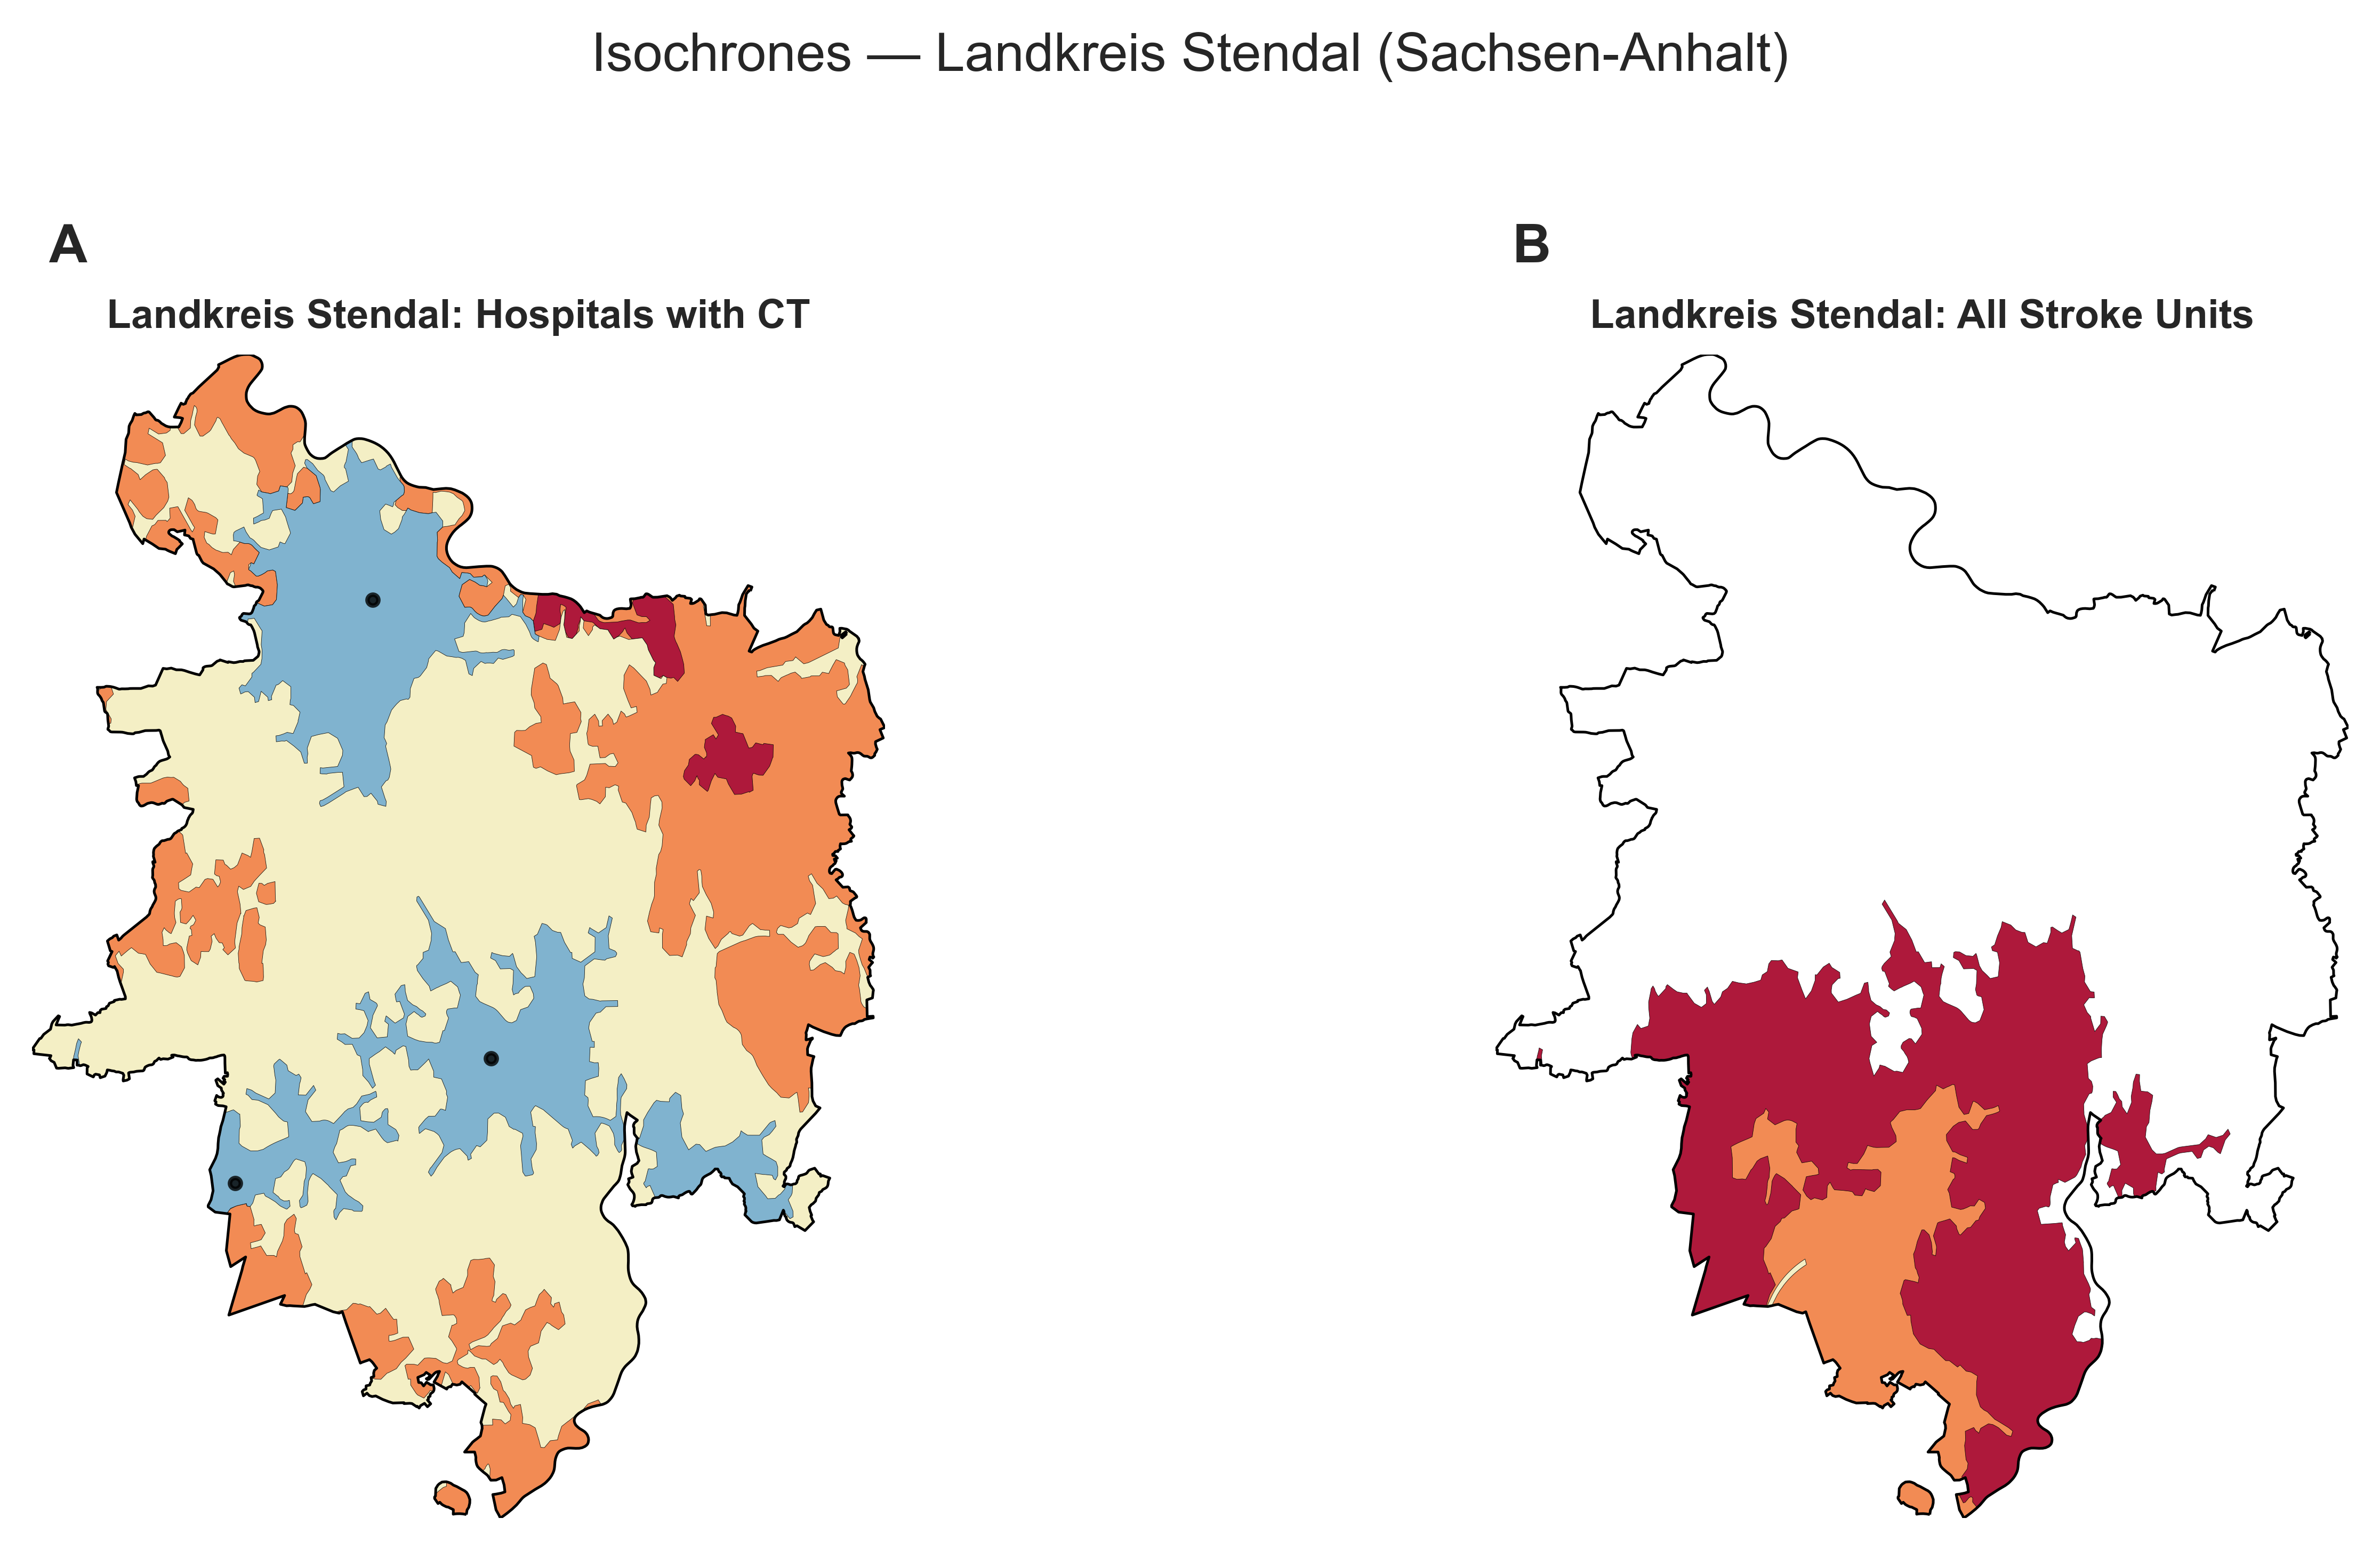 Isochrones — Landkreis Stendal (Sachsen-Anhalt)
A
Landkreis Stendal: Hospitals with CT
B
Landkreis Stendal: All Stroke Units